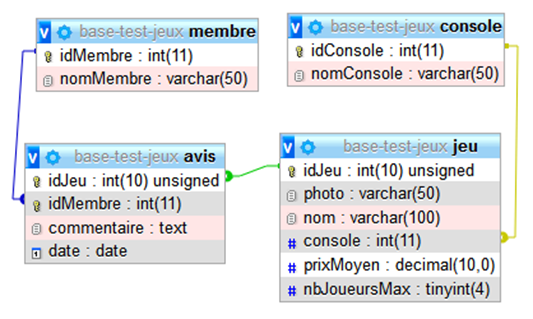 v base-test-jeux membre
idMembre : int(11)
nomMembre : varchar(50)
v base-test-jeux console
idConsole : int(11)
nomConsole : varchar(50)
v base-test-jeux avis
idJeu : int(10) unsigned
idMembre : int(11)
commentaire : text
date : date
v base-test-jeux jeu
idJeu : int(10) unsigned
photo : varchar(50)
nom : varchar(100)
# console : int(11)
# prixMoyen : decimal(10,0)
# nbJoueursMax : tinyint(4)